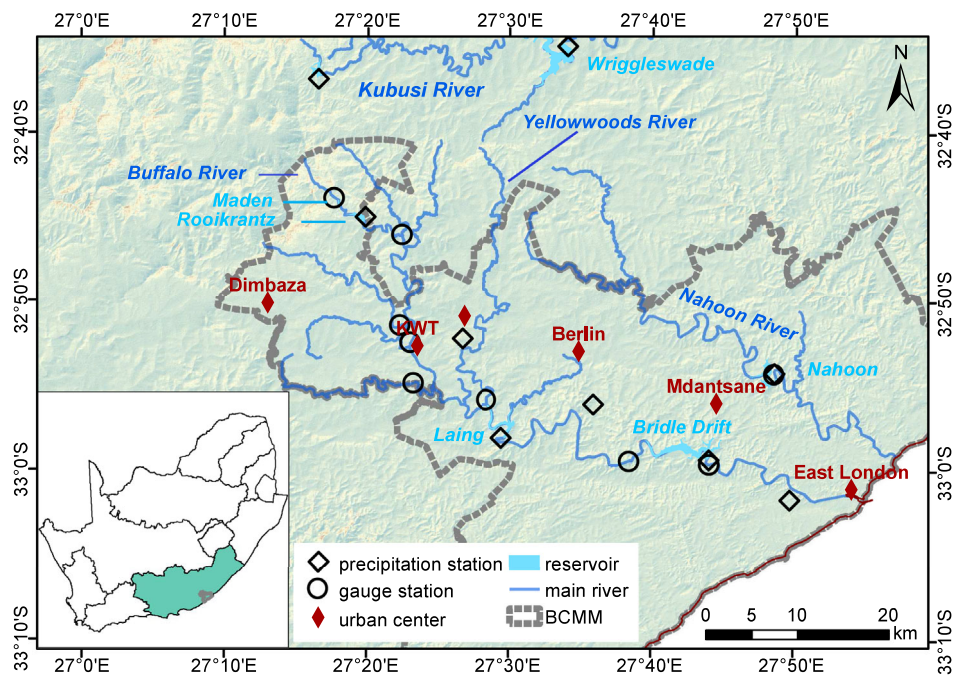 27°0'E 27°10'E 27°20'E 27°30'E 27°40'E 27°50'E
N
Wriggleswade
Kubusi River
32°40'S
32°40'S
Yellowwoods River
Buffalo River
Maden
Rooikrantz
Dimbaza
32°50'S
32°50'S
Nahoon River
KWT
Berlin
Nahoon
Mdantsane
Laing
Bridle Drift
33°0'S
33°0'S
East London
precipitation station
reservoir
gauge station
main river
urban center
BCMM
0 5 10 20
km
33°10'S
33°10'S
27°0'E 27°10'E 27°20'E 27°30'E 27°40'E 27°50'E